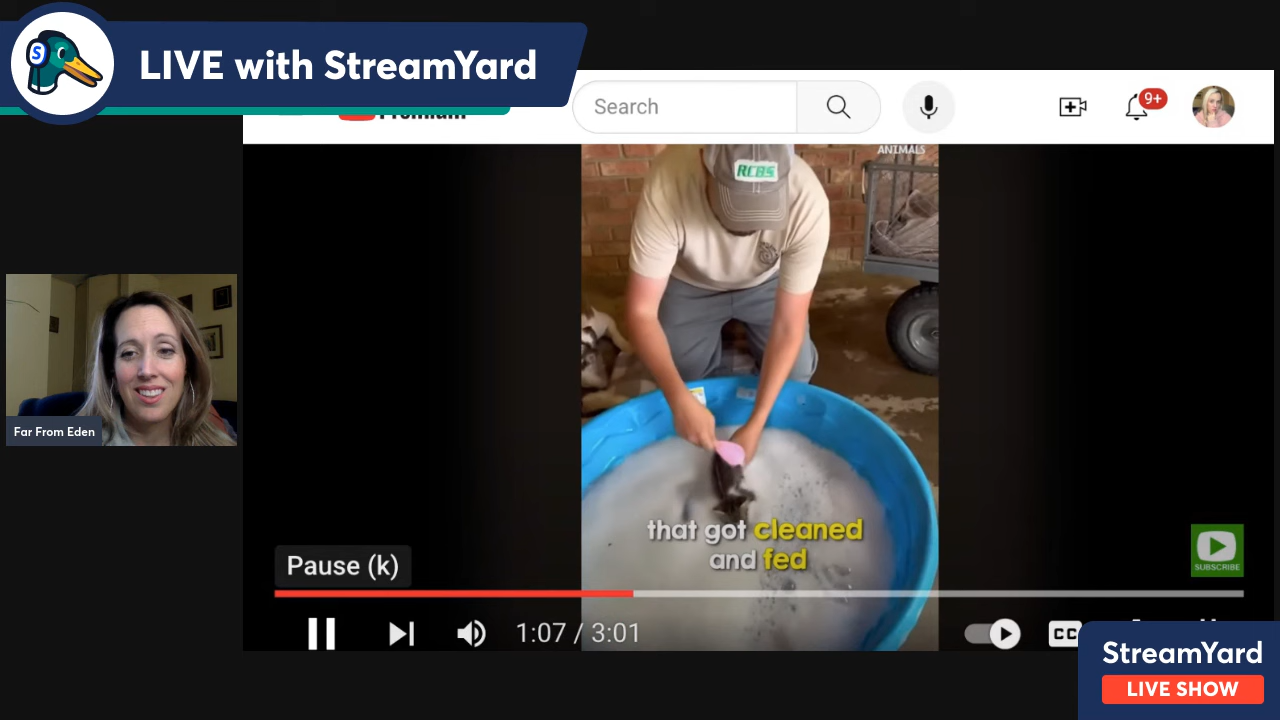 S
LIVE with StreamYard
Premium
Search
9+
ANIMALS
RCBS
Far From Eden
that got cleaned
and fed
Pause (k)
SUBSCRIBE
1:07 / 3:01
CC
StreamYard
LIVE SHOW